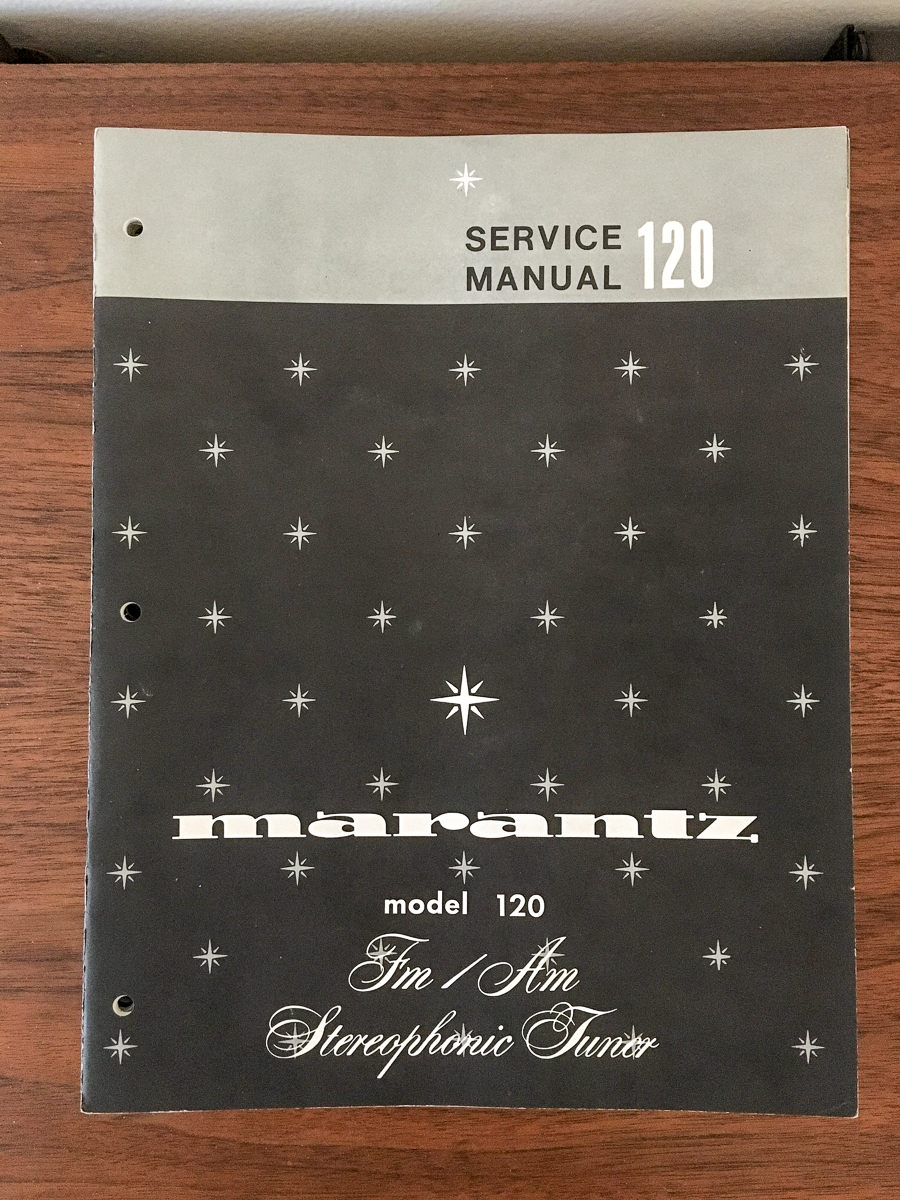 SERVICE 120
MANUAL
marantz
model 120
Fm / Am
Stereophonic Tuner